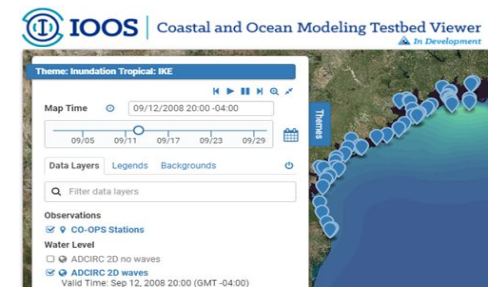 IOOS Coastal and Ocean Modeling Testbed Viewer
In Development
Theme: Inundation Tropical: IKE
Map Time 09/12/2008 20:00 -04:00
09/05 09/11 09/17 09/23 09/29
Themes
Data Layers Legends Backgrounds
Filter data layers
Observations
CO-OPS Stations
Water Level
ADCIRC 2D no waves
ADCIRC 2D waves
Valid Time: Sep 12, 2008 20:00 (GMT -04:00)